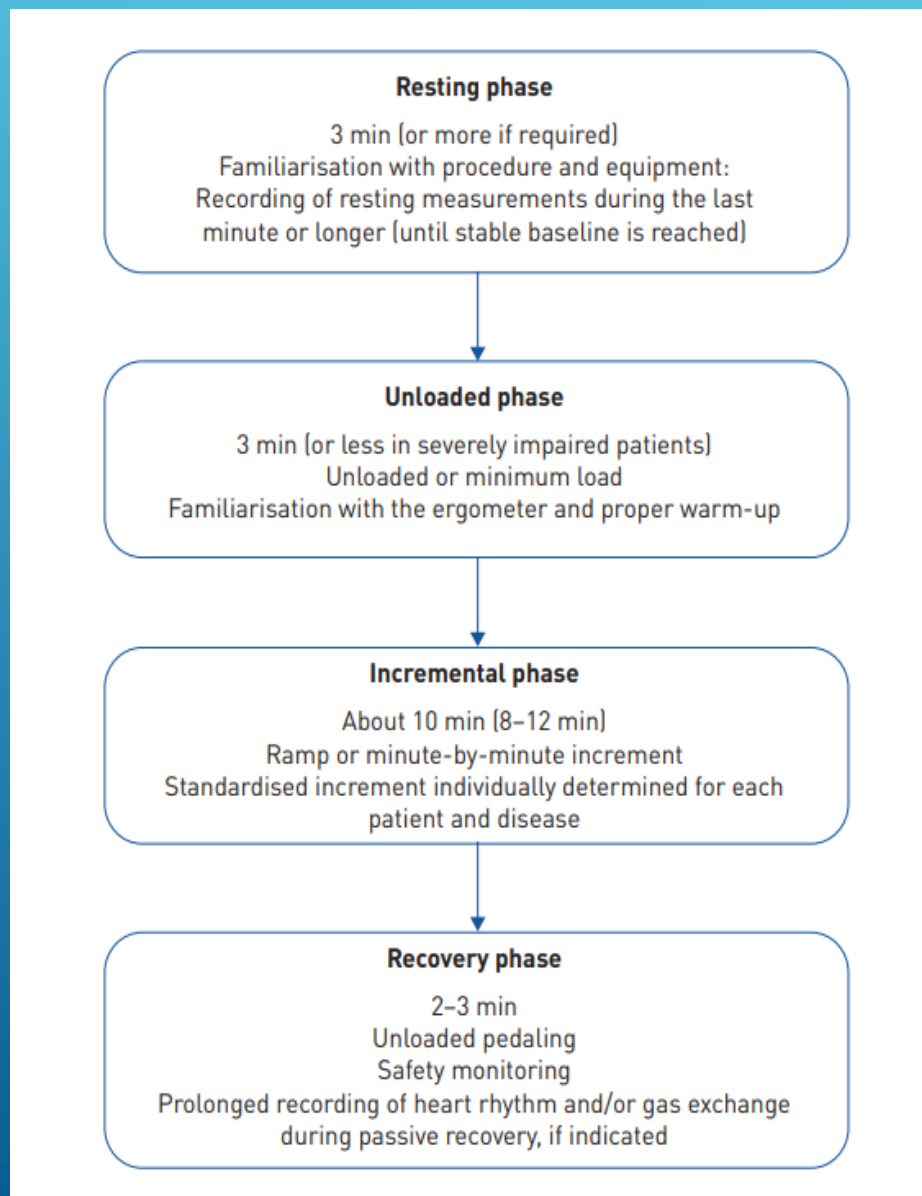 Resting phase
3 min (or more if required)
Familiarisation with procedure and equipment:
Recording of resting measurements during the last
minute or longer (until stable baseline is reached)
Unloaded phase
3 min (or less in severely impaired patients)
Unloaded or minimum load
Familiarisation with the ergometer and proper warm-up
Incremental phase
About 10 min (8–12 min)
Ramp or minute-by-minute increment
Standardised increment individually determined for each
patient and disease
Recovery phase
2–3 min
Unloaded pedaling
Safety monitoring
Prolonged recording of heart rhythm and/or gas exchange
during passive recovery, if indicated